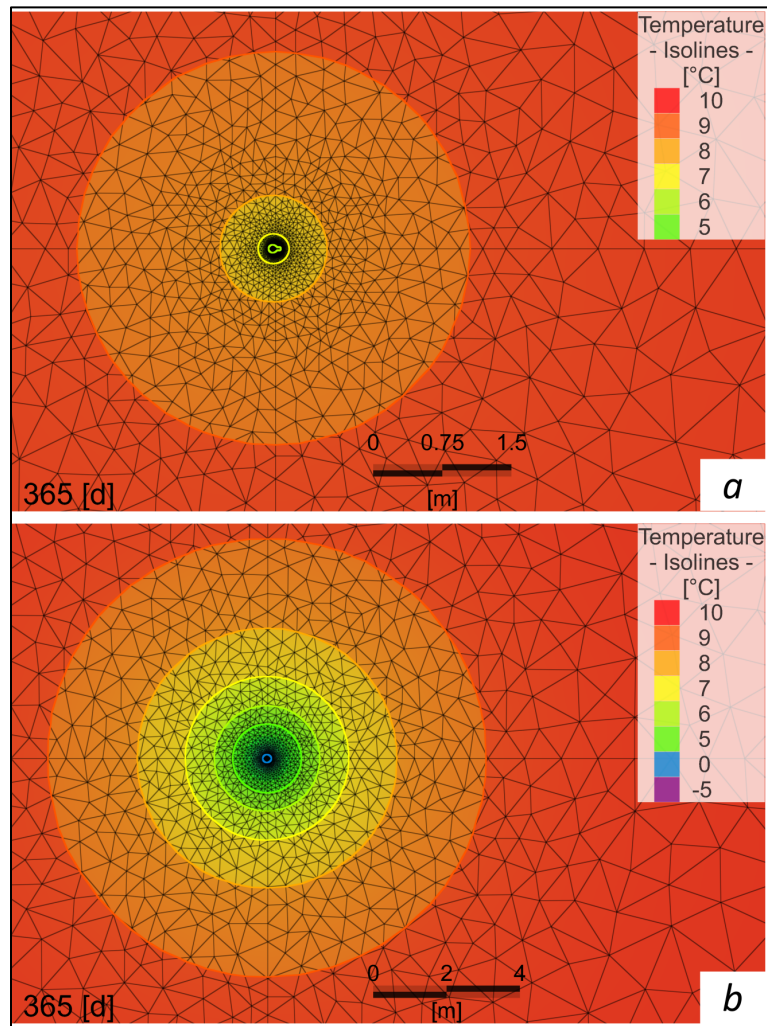 Temperature
- Isolines -
[°C]
10
9
8
7
6
5
0 0.75 1.5
[m]
365 [d]
a
Temperature
- Isolines -
[°C]
10
9
8
7
6
5
0
-5
0 2 4
[m]
365 [d]
b